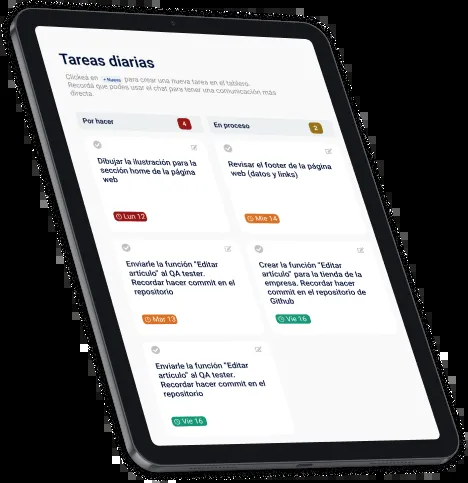 Tareas diarias
Clickeá en + Nuevo para crear una nueva tarea en el tablero.
Recordá que podes usar el chat para tener una comunicación más
directa.
Por hacer 4
En proceso 2
Dibujar la ilustración para la
sección home de la página
web
Lun 12
Revisar el footer de la página
web (datos y links)
Mie 14
Enviarle la función "Editar
artículo" al QA tester.
Recordar hacer commit en el
repositorio
Mar 13
Crear la función "Editar
artículo" para la tienda de la
empresa. Recordar hacer
commit en el repositorio de
Github
Vie 16
Enviarle la función "Editar
artículo" al QA tester.
Recordar hacer commit en el
repositorio
Vie 16